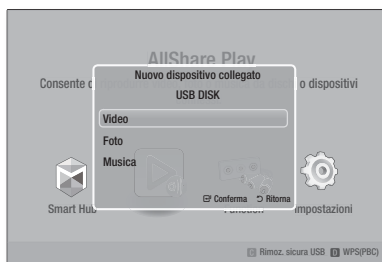 AllShare Play
Nuovo dispositivo collegato
Consente d
o dispositivi
USB DISK
Video
Foto
Musica
Conferma Ritorna
Smart Hub
Function
Impostazioni
C Rimoz. sicura USB D WPS(PBC)